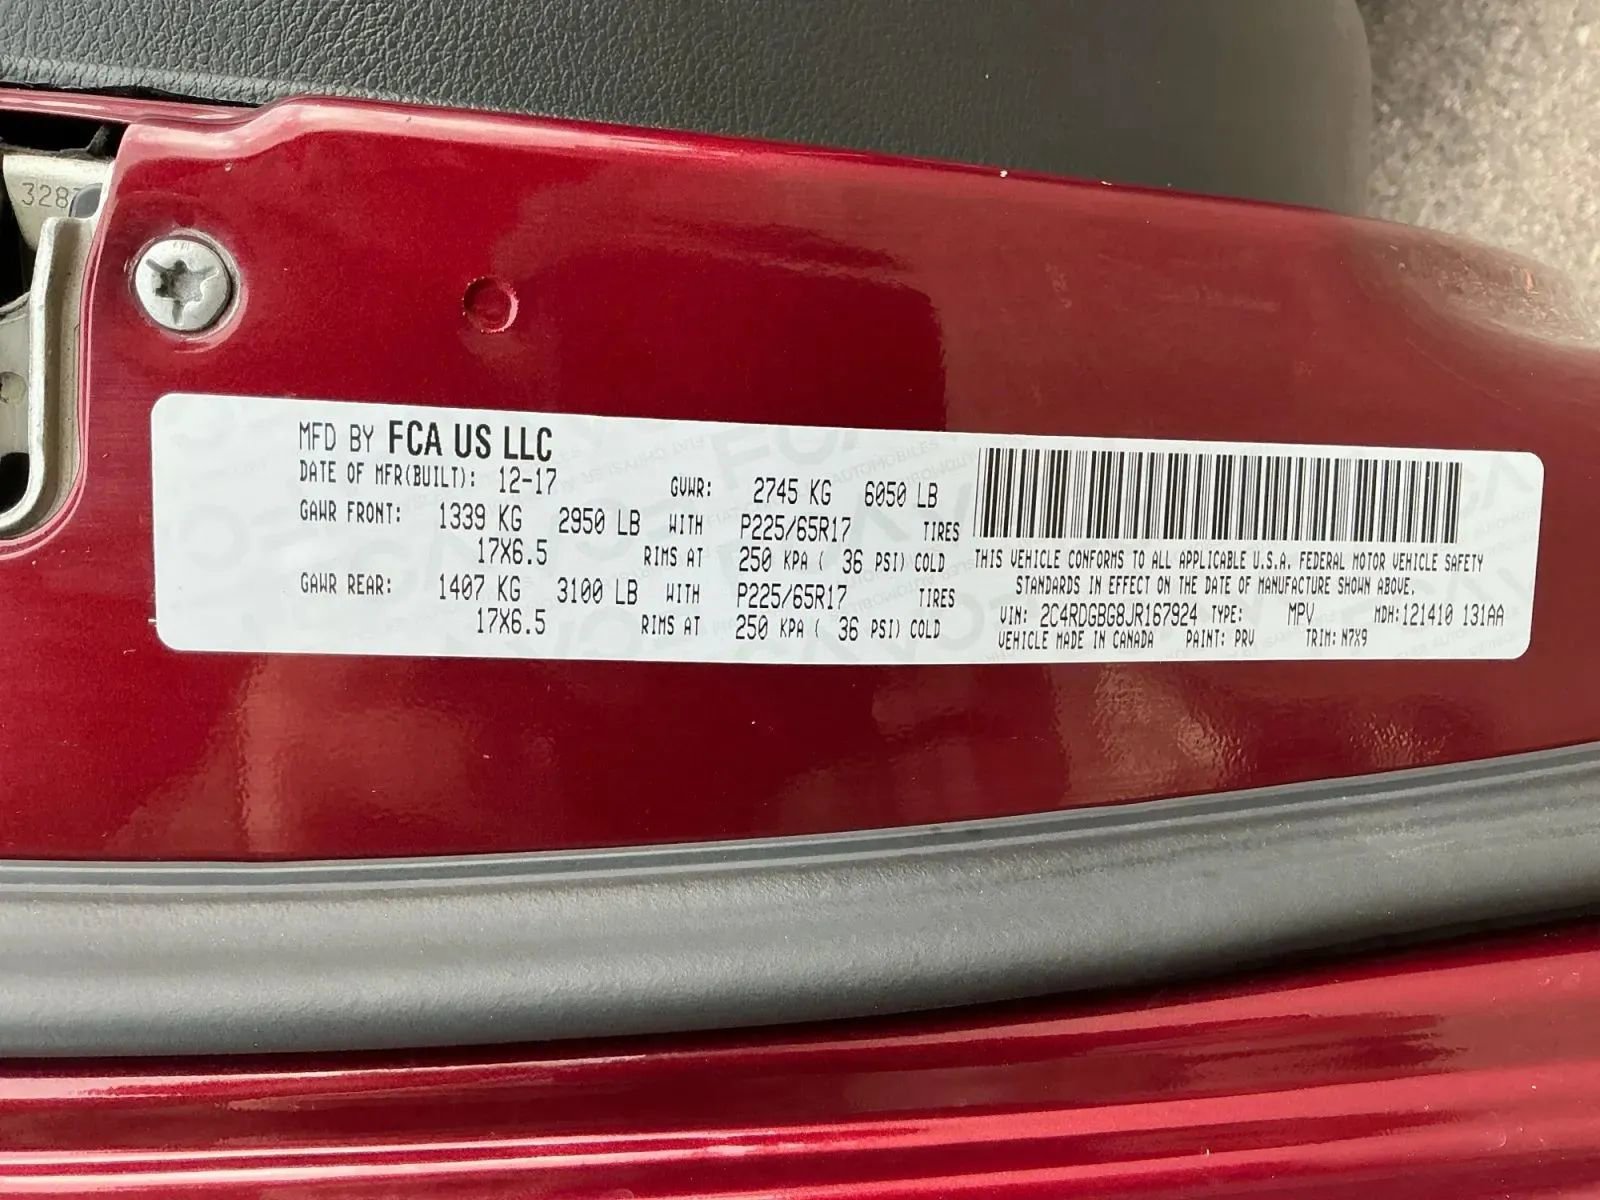 328
MFD BY FCA US LLC
DATE OF MFR(BUILT): 12-17 GVWR: 2745 KG 6050 LB
GAWR FRONT: 1339 KG 2950 LB WITH P225/65R17 TIRES
17X6.5 RIMS AT 250 KPA ( 36 PSI) COLD
GAWR REAR: 1407 KG 3100 LB WITH P225/65R17 TIRES
17X6.5 RIMS AT 250 KPA ( 36 PSI) COLD
THIS VEHICLE CONFORMS TO ALL APPLICABLE U.S.A. FEDERAL MOTOR VEHICLE SAFETY
STANDARDS IN EFFECT ON THE DATE OF MANUFACTURE SHOWN ABOVE.
VIN: 2C4RDGBG8JR167924 TYPE: MPV MDH:121410 131AA
VEHICLE MADE IN CANADA PAINT: PRV TRIM: N7X9